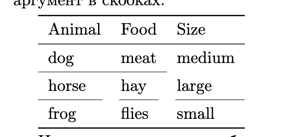 аргумент в скобках.
Animal Food Size
dog meat medium
horse hay large
frog flies small